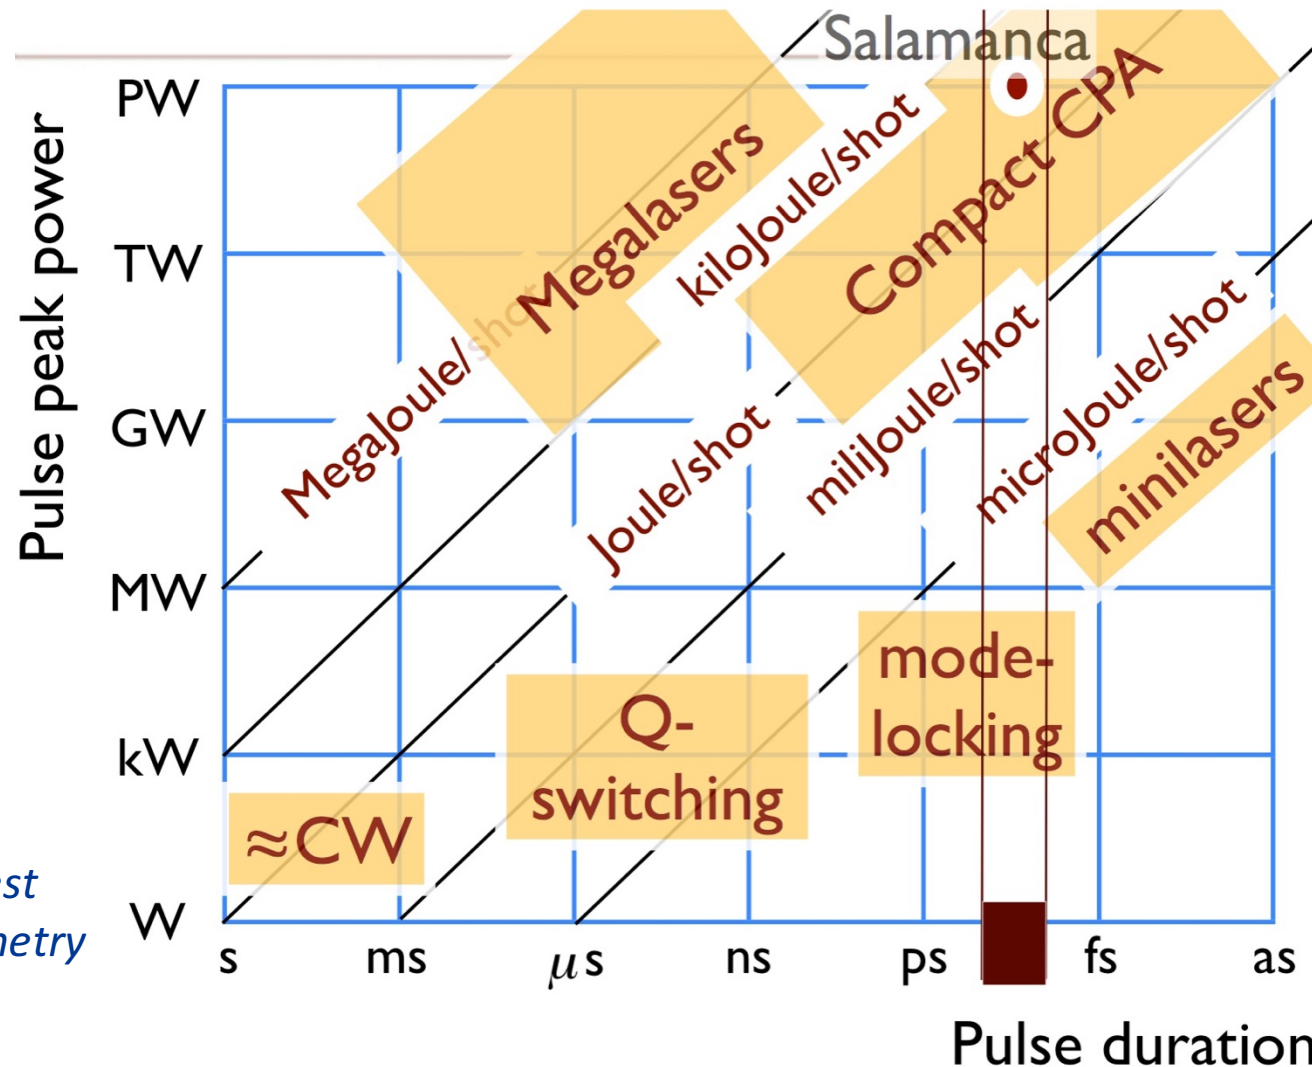 Salamanca
PW
TW
GW
MW
kW
W
Pulse peak power
Megalasers
Compact CPA
MegaJoule/shot
kiloJoule/shot
Joule/shot
miliJoule/shot
microJoule/shot
minilasers
mode-
locking
Q-
switching
≈CW
s
ms
μs
ns
ps
fs
as
Pulse duration